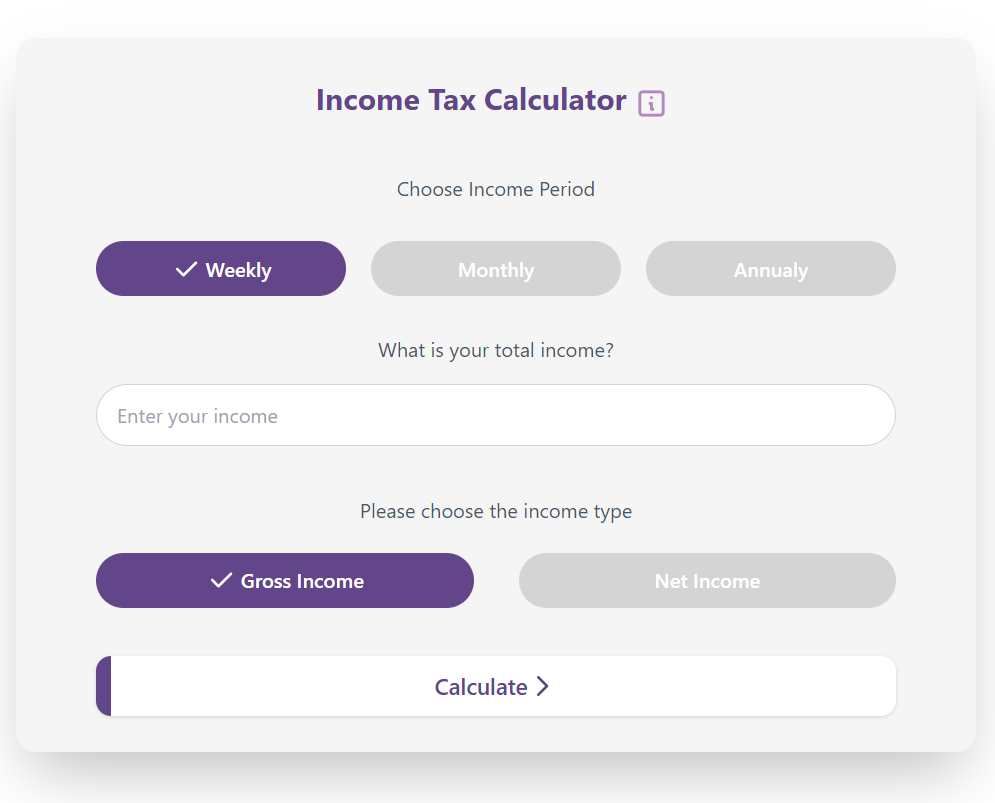 Income Tax Calculator
Choose Income Period
Weekly Monthly Annualy
What is your total income?
Enter your income
Please choose the income type
Gross Income Net Income
Calculate